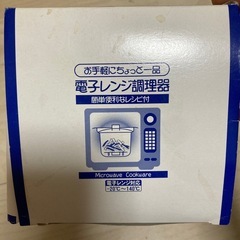 お手軽にちょっと一品
電子レンジ調理器
簡単便利なレシピ付
Microwave Cookware
電子レンジ対応
-20℃~140℃